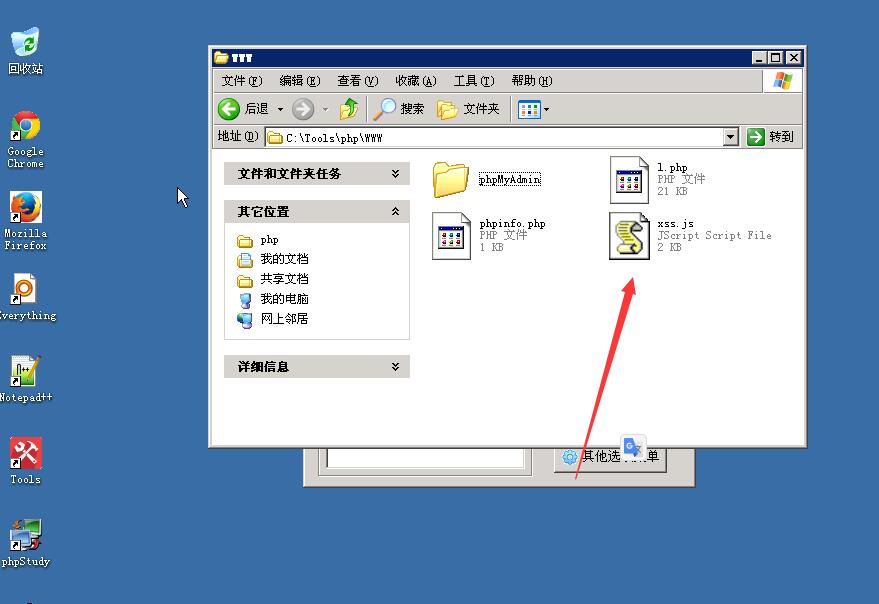 回收站
Google
Chrome
Mozilla
Firefox
Everything
Notepad++
Tools
phpStudy
WWW
文件(F) 编辑(E) 查看(V) 收藏(A) 工具(T) 帮助(H)
后退 搜索 文件夹
地址(D) C:\Tools\php\WWW 转到
文件和文件夹任务
其它位置
php
我的文档
共享文档
我的电脑
网上邻居
详细信息
phpMyAdmin
l.php
PHP 文件
21 KB
phpinfo.php
PHP 文件
1 KB
xss.js
JScript Script File
2 KB
其他选 单